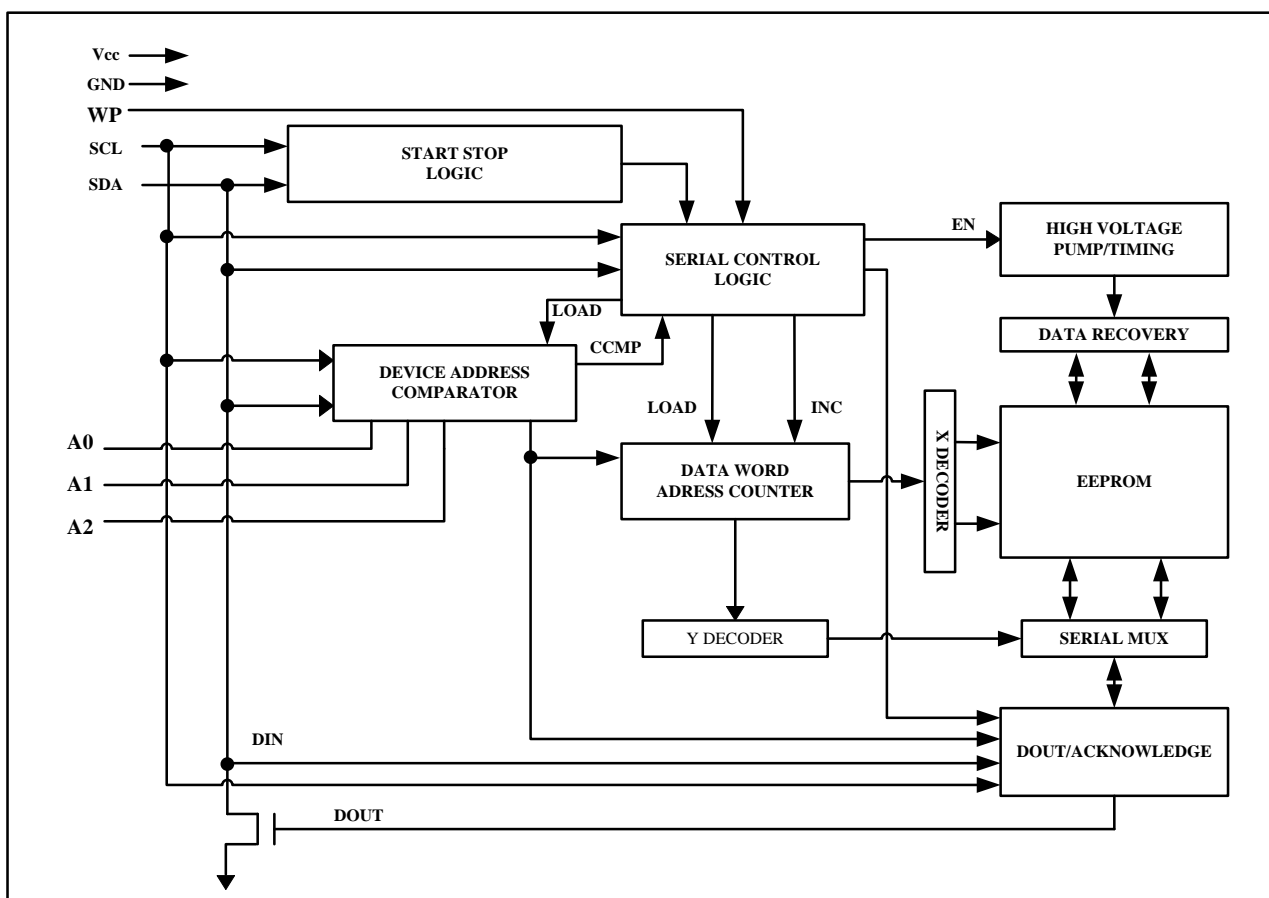 Vcc
GND
WP
SCL
SDA
START STOP
LOGIC
SERIAL CONTROL
LOGIC
EN
HIGH VOLTAGE
PUMP/TIMING
LOAD
CCMP
DATA RECOVERY
DEVICE ADDRESS
COMPARATOR
LOAD
INC
A0
A1
A2
DATA WORD
ADRESS COUNTER
X DECODER
EEPROM
Y DECODER
SERIAL MUX
DIN
DOUT/ACKNOWLEDGE
DOUT